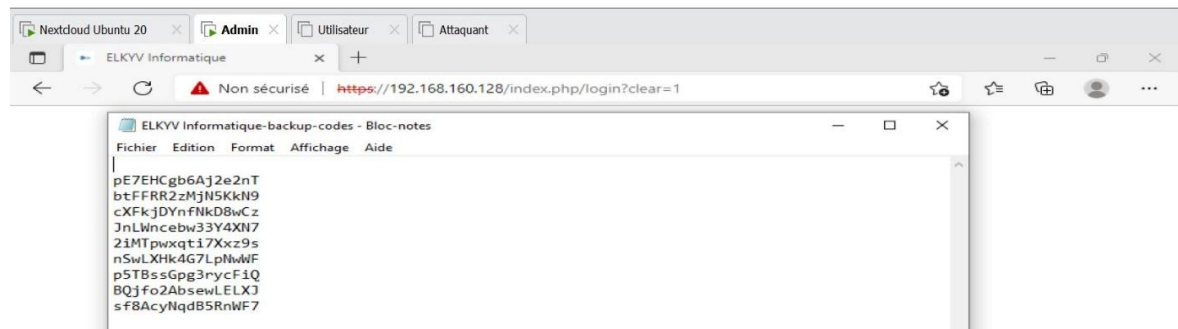 Nextcloud Ubuntu 20
Admin
Utilisateur
Attaquant
ELKYV Informatique
Non sécurisé | https://192.168.160.128/index.php/login?clear=1
ELKYV Informatique-backup-codes - Bloc-notes
Fichier Edition Format Affichage Aide
pE7EHCgb6Aj2e2nT
btFFRR2zMjN5KkN9
cXFkjDYnfNkD8wCz
JnLWncebw33Y4XN7
2iMTpwxqti7Xxz9s
nSwLXHk4G7LpNwWF
p5TBssGpg3rycFiQ
BQjfo2AbsewLELXJ
sf8AcyNqdB5RnWF7